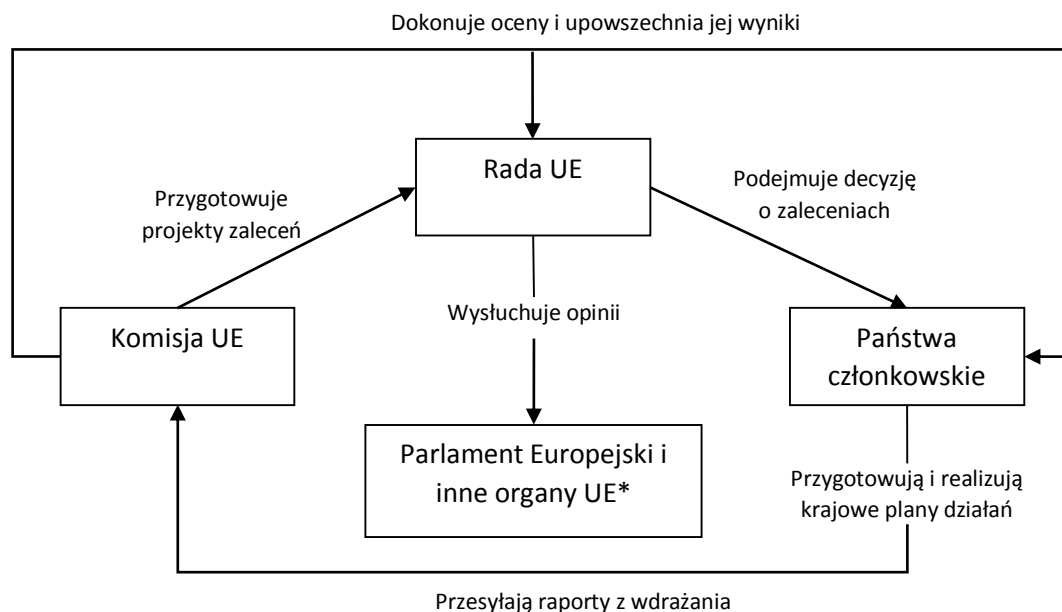 Dokonuje oceny i upowszechnia jej wyniki
Rada UE
Przygotowuje
projekty zaleceń
Podejmuje decyzję
o zaleceniach
Wysłuchuje opinii
Komisja UE
Państwa
członkowskie
Parlament Europejski i
inne organy UE*
Przygotowują i realizują
krajowe plany działań
Przesyłają raporty z wdrażania